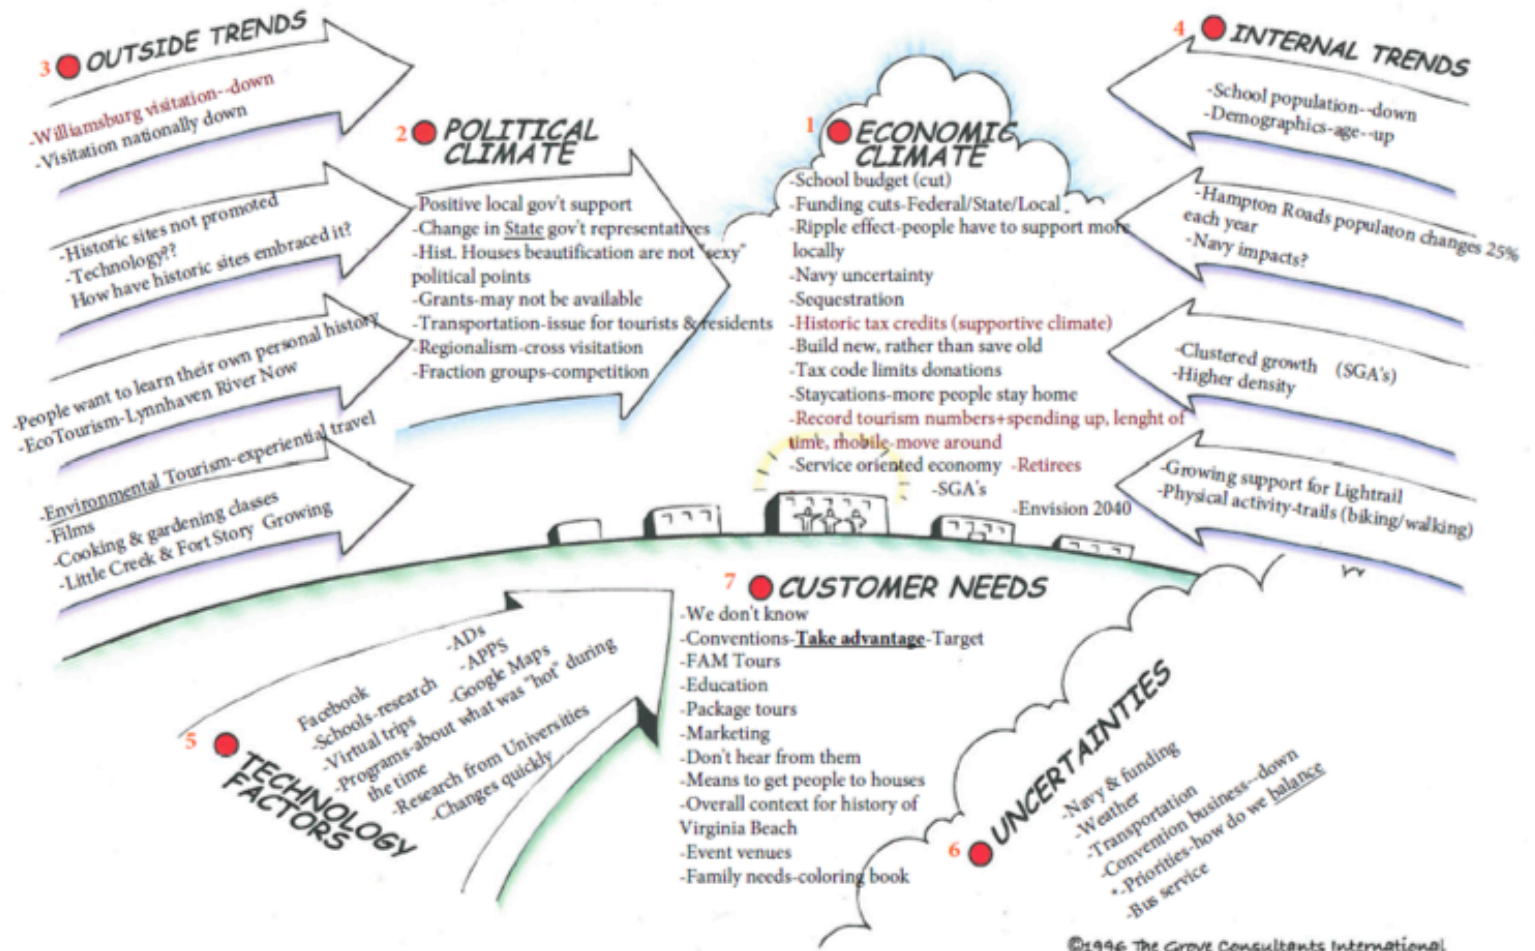 3 OUTSIDE TRENDS
-Williamsburg visitation--down
-Visitation nationally down
-Historic sites not promoted
-Technology??
How have historic sites embraced it?
-People want to learn their own personal history
-EcoTourism-Lynnhaven River Now
-Environmental Tourism-experiential travel
-Films
-Cooking & gardening classes
-Little Creek & Fort Story Growing
2 POLITICAL
CLIMATE
-Positive local gov't support
-Change in State gov't representatives
-Hist. Houses beautification are not "sexy"
political points
-Grants-may not be available
-Transportation-issue for tourists & residents
-Regionalism-cross visitation
-Fraction groups-competition
1 ECONOMIC
CLIMATE
-School budget (cut)
-Funding cuts-Federal/State/Local
-Ripple effect-people have to support more
locally
-Navy uncertainty
-Sequestration
-Historic tax credits (supportive climate)
-Build new, rather than save old
-Tax code limits donations
-Staycations-more people stay home
-Record tourism numbers+spending up, lenght of
time, mobile-move around
-Service oriented economy -Retirees
-SGA's
-Envision 2040
4 INTERNAL TRENDS
-School population--down
-Demographics-age--up
-Hampton Roads populaton changes 25%
each year
-Navy impacts?
-Clustered growth (SGA's)
-Higher density
-Growing support for Lightrail
-Physical activity-trails (biking/walking)
5 TECHNOLOGY
FACTORS
Facebook
-ADs
-Schools-research
-APPS
-Virtual trips
-Google Maps
-Programs-about what was "hot" during
the time
-Research from Universities
-Changes quickly
7 CUSTOMER NEEDS
-We don't know
-Conventions-Take advantage-Target
-FAM Tours
-Education
-Package tours
-Marketing
-Don't hear from them
-Means to get people to houses
-Overall context for history of
Virginia Beach
-Event venues
-Family needs-coloring book
6 UNCERTAINTIES
-Navy & funding
-Weather
-Transportation
-Convention business--down
*-Priorities-how do we balance
-Bus service
©1996 The Grove Consultants International